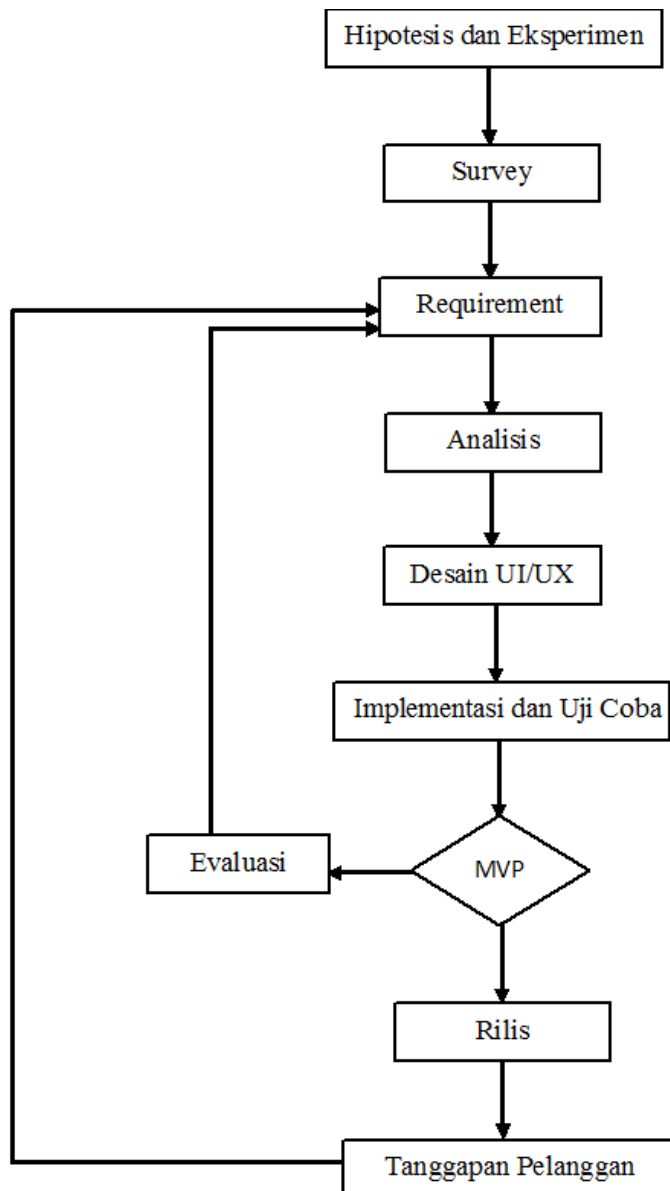 Hipotesis dan Eksperimen
Survey
Requirement
Analisis
Desain UI/UX
Implementasi dan Uji Coba
MVP
Evaluasi
Rilis
Tanggapan Pelanggan